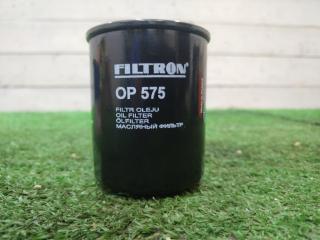 FILTRON
OP 575
FILTR OLEJU
OIL FILTER
ÖLFILTER
МАСЛЯНЫЙ ФИЛЬТР